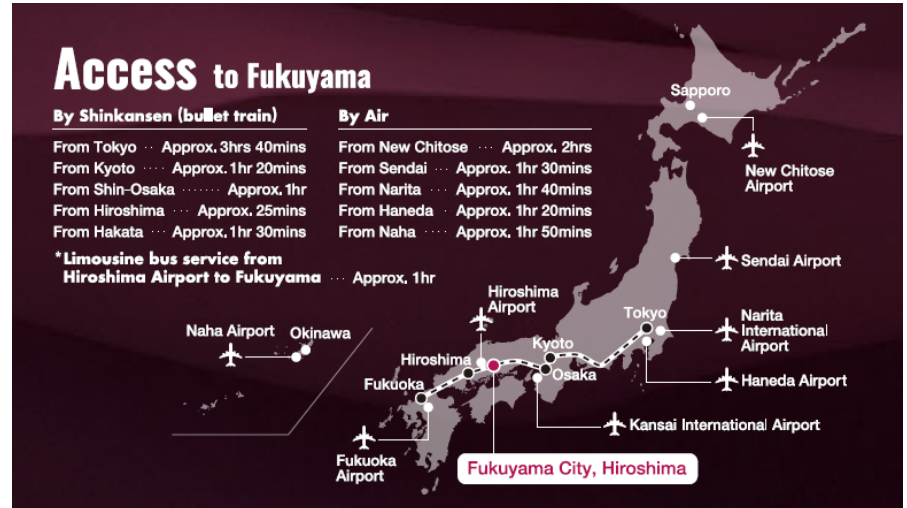 Access to Fukuyama
By Shinkansen (bullet train)
From Tokyo ·· Approx. 3hrs 40mins
From Kyoto ··· Approx. 1hr 20mins
From Shin-Osaka ······· Approx. 1hr
From Hiroshima ··· Approx. 25mins
From Hakata ··· Approx. 1hr 30mins
By Air
From New Chitose ··· Approx. 2hrs
From Sendai ··· Approx. 1hr 30mins
From Narita ···· Approx. 1hr 40mins
From Haneda · Approx. 1hr 20mins
From Naha ···· Approx. 1hr 50mins
*Limousine bus service from
Hiroshima Airport to Fukuyama ··· Approx. 1hr
Sapporo
New Chitose
Airport
Sendai Airport
Hiroshima
Airport
Tokyo
Narita
International
Airport
Naha Airport
Okinawa
Kyoto
Hiroshima
Osaka
Haneda Airport
Fukuoka
Kansai International Airport
Fukuoka
Airport
Fukuyama City, Hiroshima